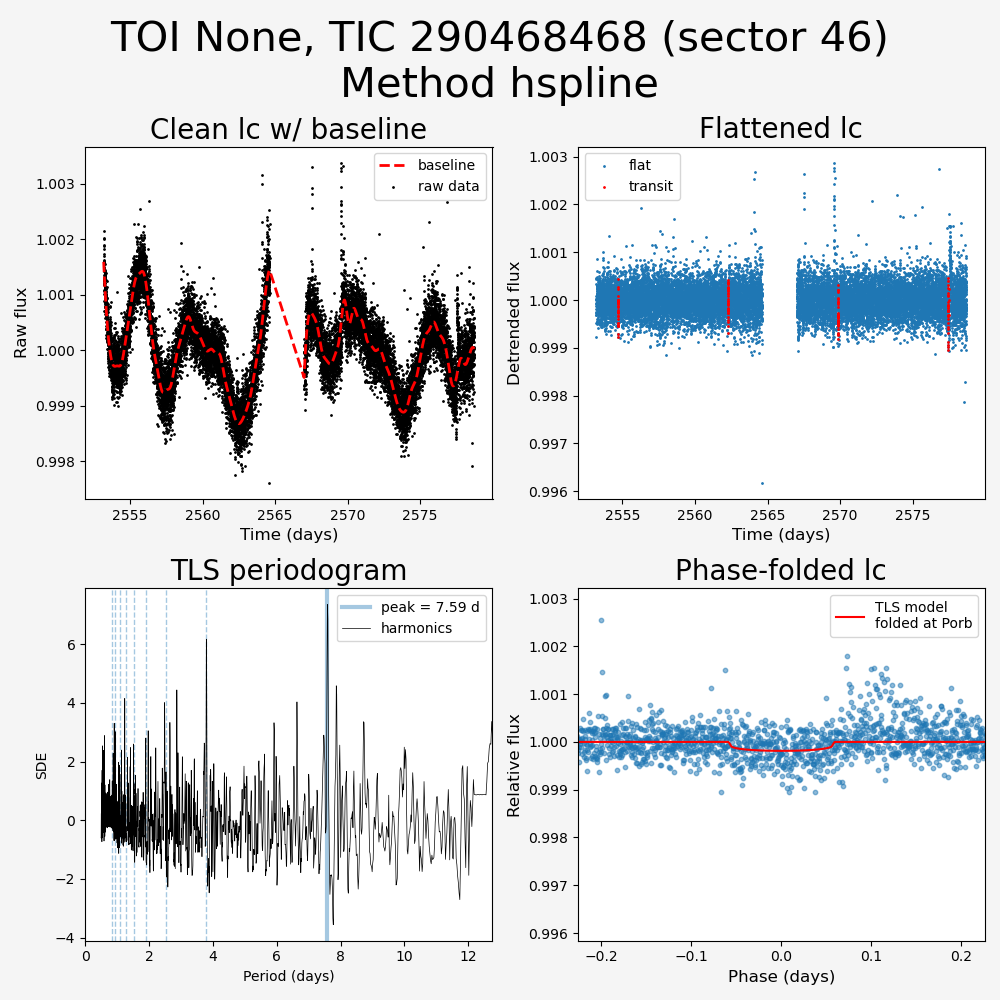 TOI None, TIC 290468468 (sector 46)
Method hspline
Clean lc w/ baseline
Raw flux
1.003
1.002
1.001
1.000
0.999
0.998
baseline
raw data
2555
2560
2565
2570
2575
Time (days)
Flattened lc
Detrended flux
1.003
1.002
1.001
1.000
0.999
0.998
0.997
0.996
flat
transit
2555
2560
2565
2570
2575
Time (days)
TLS periodogram
SDE
6
4
2
0
−2
−4
peak = 7.59 d
harmonics
0
2
4
6
8
10
12
Period (days)
Phase-folded lc
Relative flux
1.003
1.002
1.001
1.000
0.999
0.998
0.997
0.996
TLS model
folded at Porb
−0.2
−0.1
0.0
0.1
0.2
Phase (days)